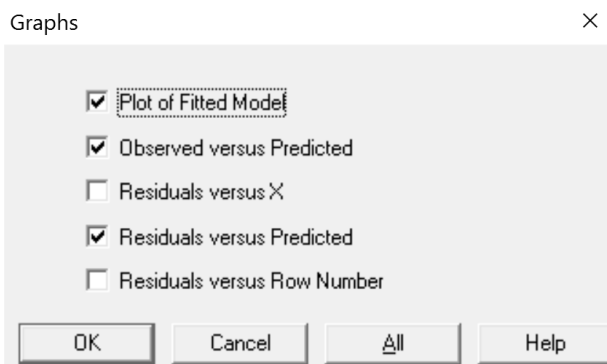 Graphs
Plot of Fitted Model
Observed versus Predicted
Residuals versus X
Residuals versus Predicted
Residuals versus Row Number
OK Cancel All Help